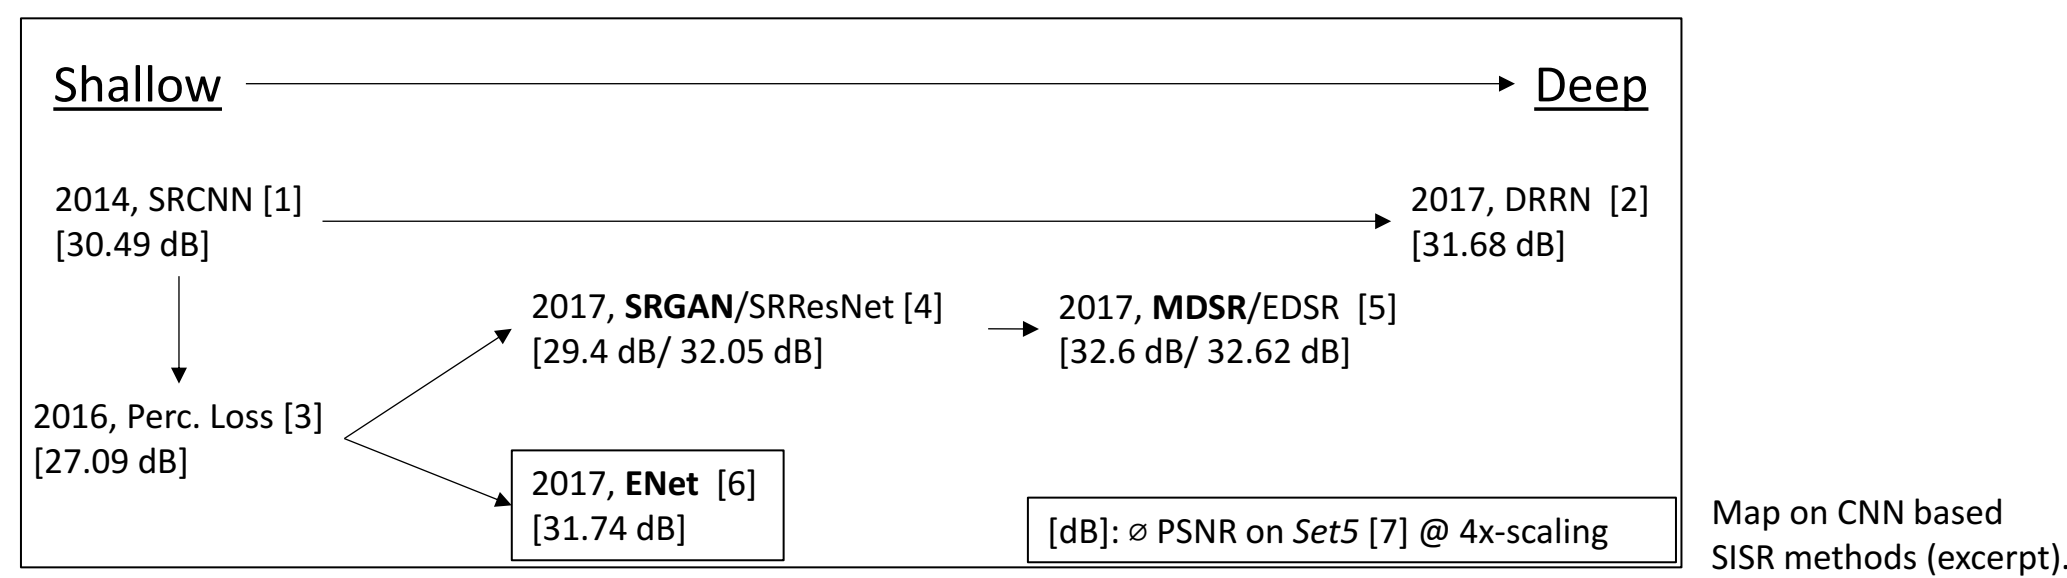 Shallow
Deep
2014, SRCNN [1]
[30.49 dB]
2017, DRRN [2]
[31.68 dB]
2017, SRGAN/SRResNet [4]
[29.4 dB/ 32.05 dB]
2017, MDSR/EDSR [5]
[32.6 dB/ 32.62 dB]
2016, Perc. Loss [3]
[27.09 dB]
2017, ENet [6]
[31.74 dB]
[dB]: ∅ PSNR on Set5 [7] @ 4x-scaling
Map on CNN based
SISR methods (excerpt).